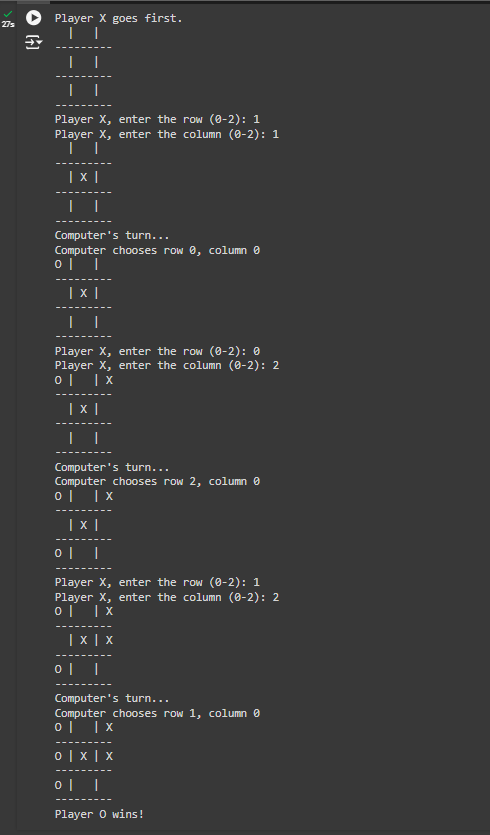 27s
Player X goes first.
  |   |
---------
  |   |
---------
  |   |
---------
Player X, enter the row (0-2): 1
Player X, enter the column (0-2): 1
  |   |
---------
  | X |
---------
  |   |
---------
Computer's turn...
Computer chooses row 0, column 0
O |   |
---------
  | X |
---------
  |   |
---------
Player X, enter the row (0-2): 0
Player X, enter the column (0-2): 2
O |   | X
---------
  | X |
---------
  |   |
---------
Computer's turn...
Computer chooses row 2, column 0
O |   | X
---------
  | X |
---------
O |   |
---------
Player X, enter the row (0-2): 1
Player X, enter the column (0-2): 2
O |   | X
---------
  | X | X
---------
O |   |
---------
Computer's turn...
Computer chooses row 1, column 0
O |   | X
---------
O | X | X
---------
O |   |
---------
Player O wins!